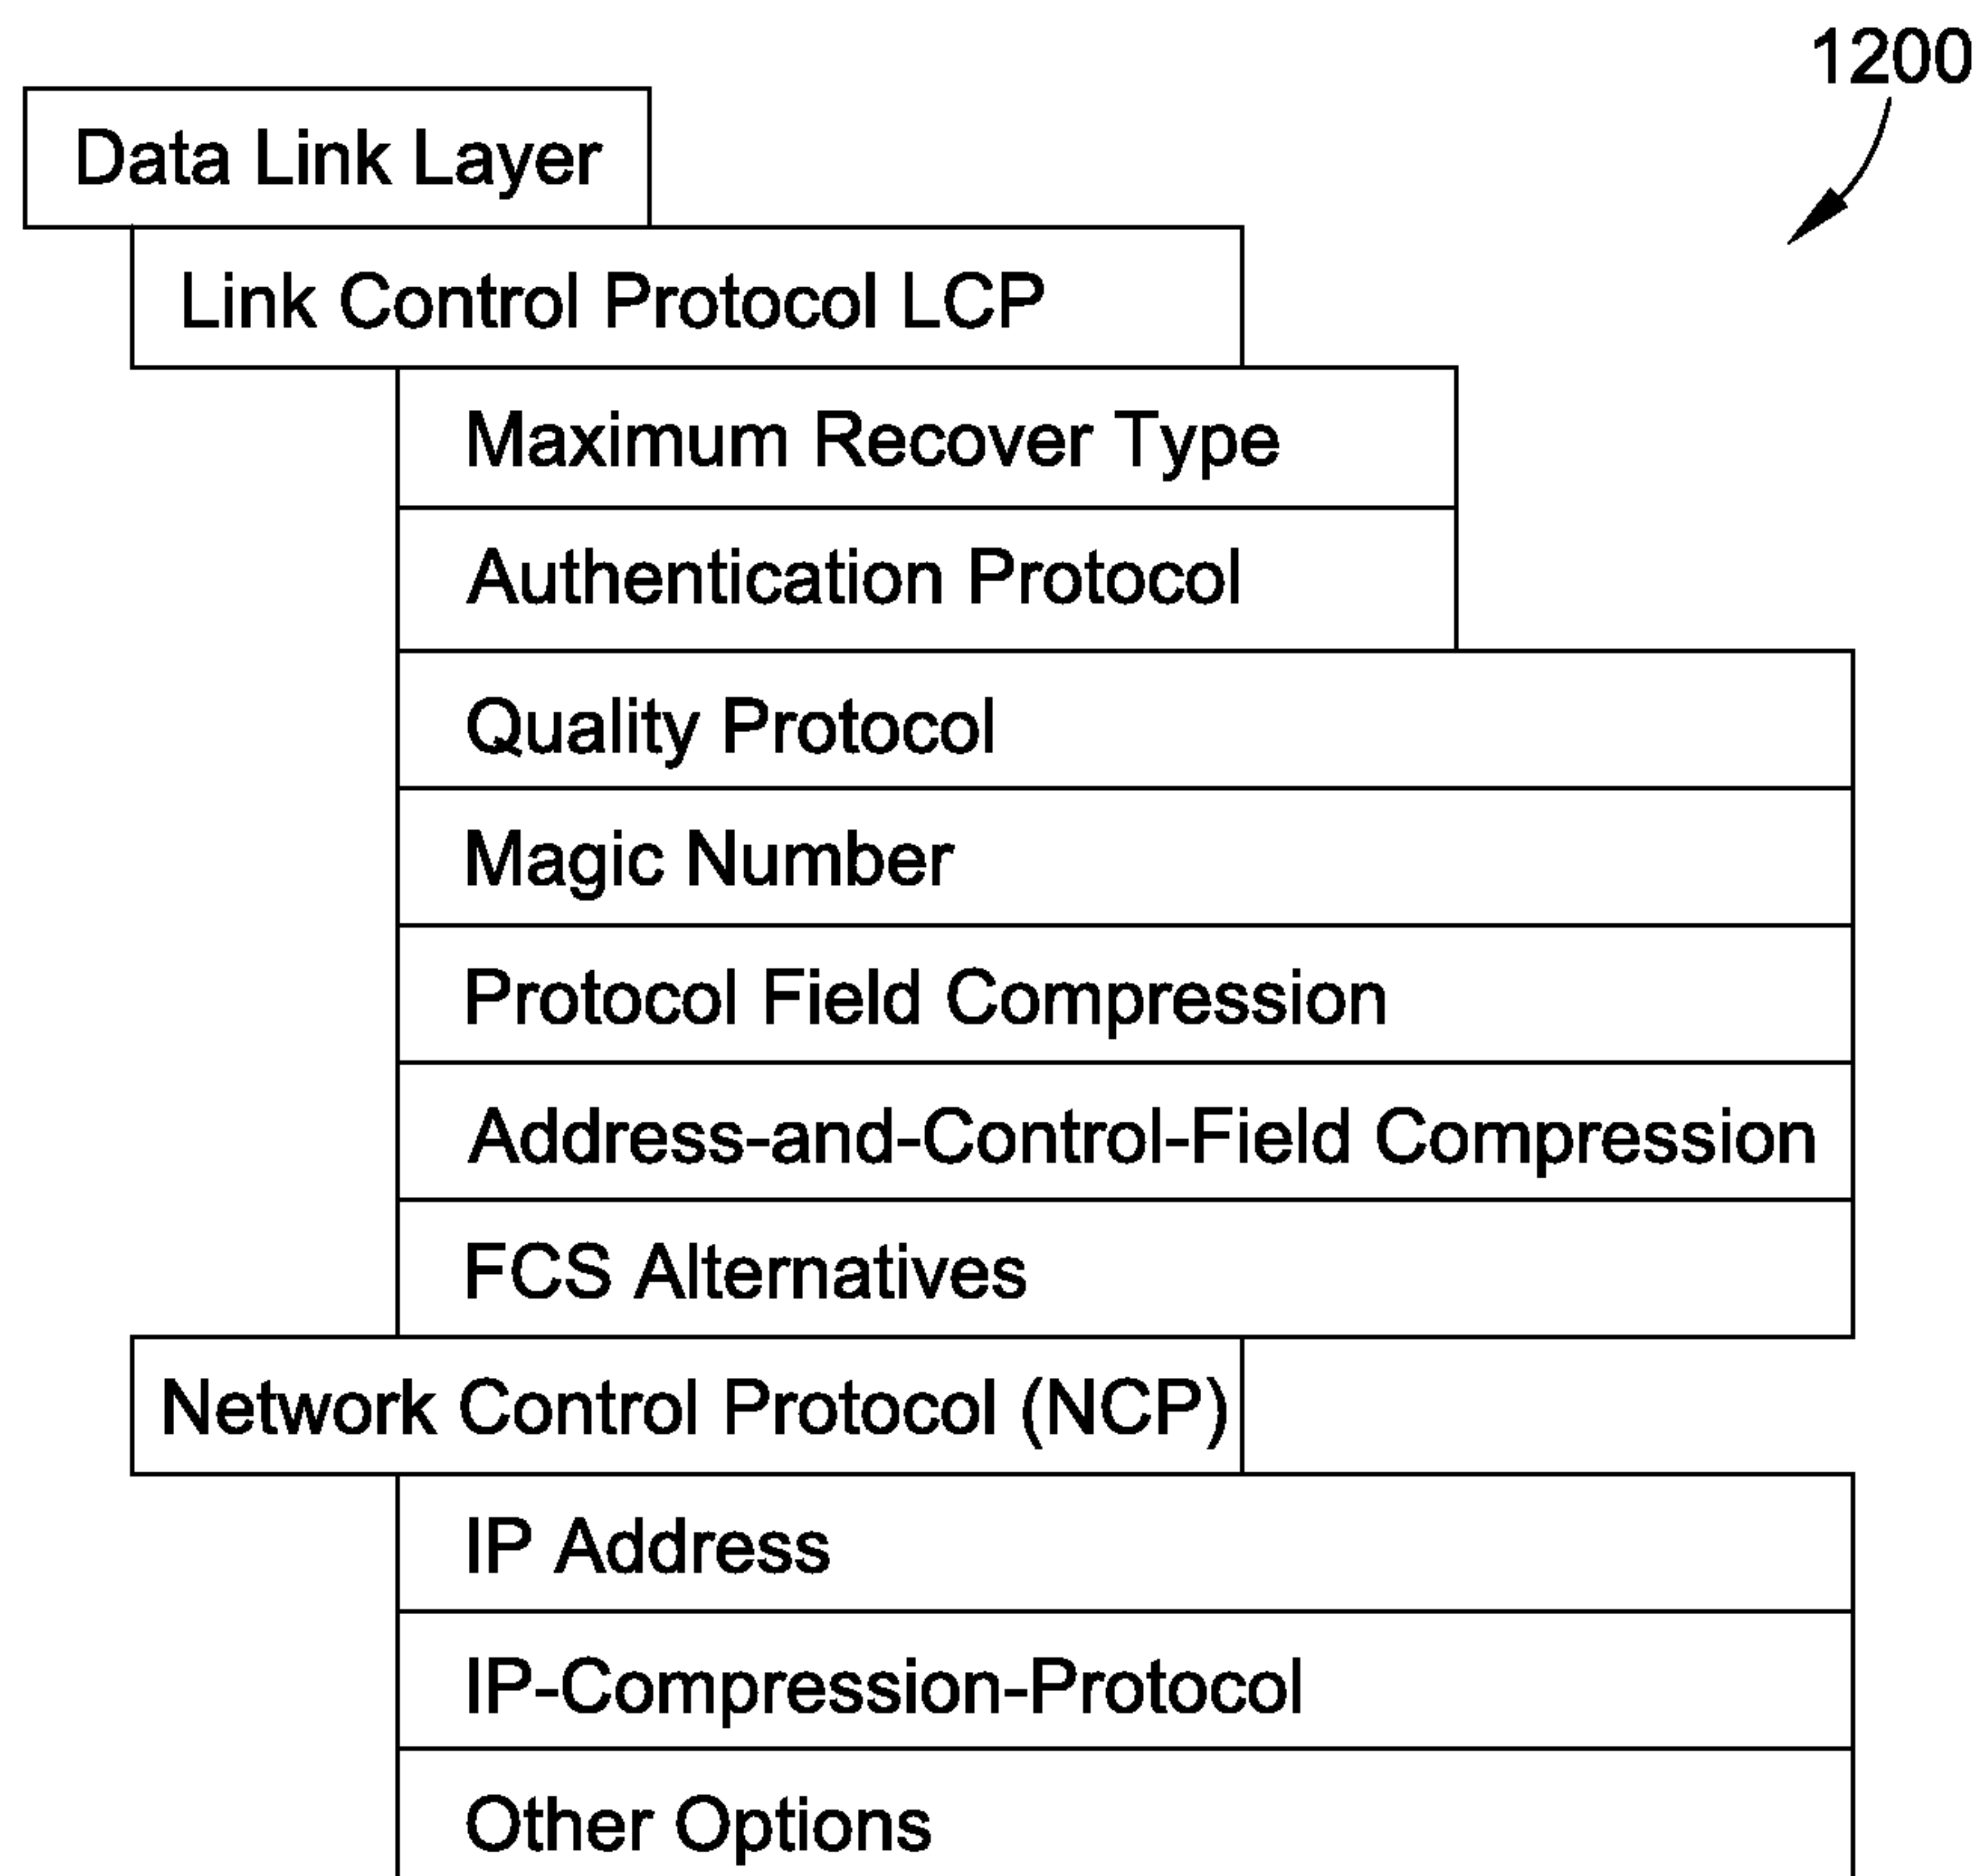 1200
Data Link Layer
Link Control Protocol LCP
Maximum Recover Type
Authentication Protocol
Quality Protocol
Magic Number
Protocol Field Compression
Address-and-Control-Field Compression
FCS Alternatives
Network Control Protocol (NCP)
IP Address
IP-Compression-Protocol
Other Options